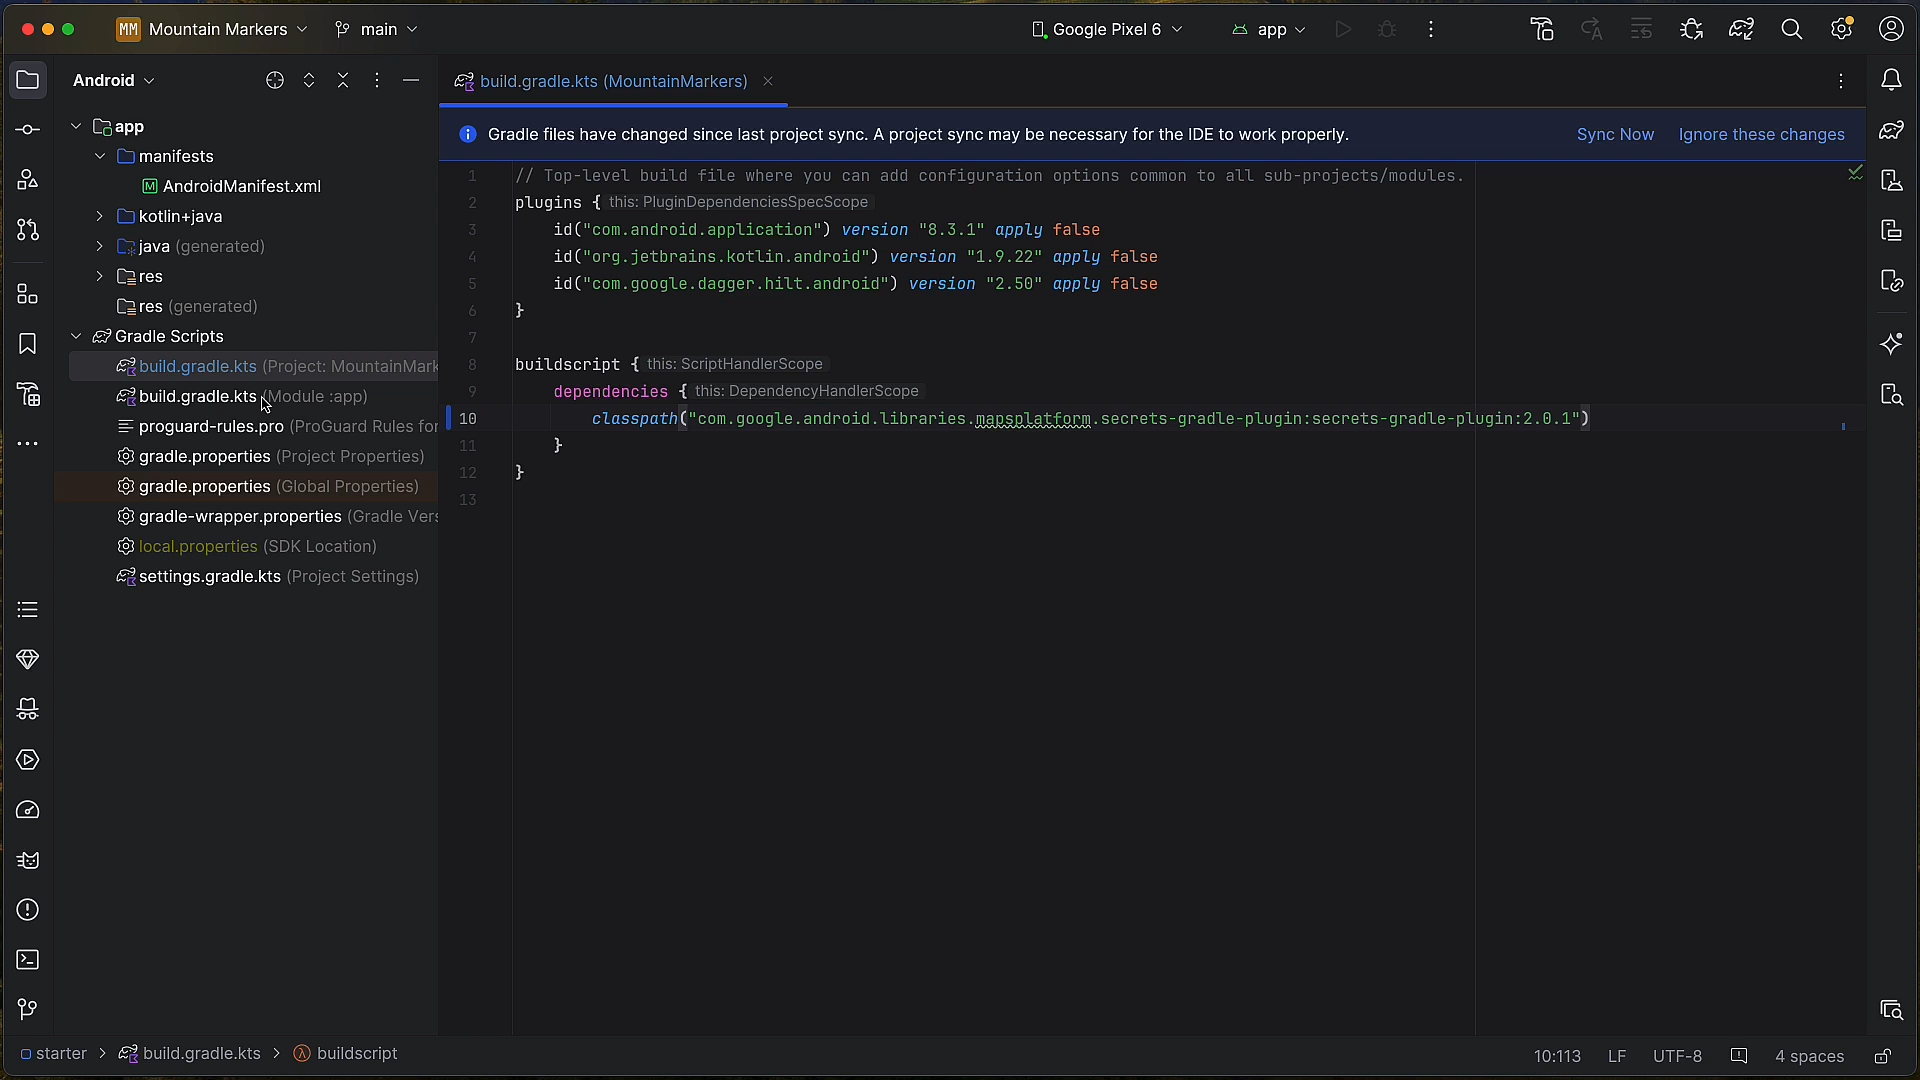 MM Mountain Markers main Google Pixel 6 app
Android
build.gradle.kts (MountainMarkers)
Gradle files have changed since last project sync. A project sync may be necessary for the IDE to work properly. Sync Now Ignore these changes
app
manifests
M AndroidManifest.xml
kotlin+java
java (generated)
res
res (generated)
Gradle Scripts
build.gradle.kts (Project: MountainMark
build.gradle.kts (Module :app)
proguard-rules.pro (ProGuard Rules for
gradle.properties (Project Properties)
gradle.properties (Global Properties)
gradle-wrapper.properties (Gradle Vers
local.properties (SDK Location)
settings.gradle.kts (Project Settings)
1 // Top-level build file where you can add configuration options common to all sub-projects/modules.
2 plugins { this: PluginDependenciesSpecScope
3 id("com.android.application") version "8.3.1" apply false
4 id("org.jetbrains.kotlin.android") version "1.9.22" apply false
5 id("com.google.dagger.hilt.android") version "2.50" apply false
6 }
7
8 buildscript { this: ScriptHandlerScope
9 dependencies { this: DependencyHandlerScope
10 classpath("com.google.android.libraries.mapsplatform.secrets-gradle-plugin:secrets-gradle-plugin:2.0.1")
11 }
12 }
13
starter > build.gradle.kts > λ buildscript 10:113 LF UTF-8 4 spaces